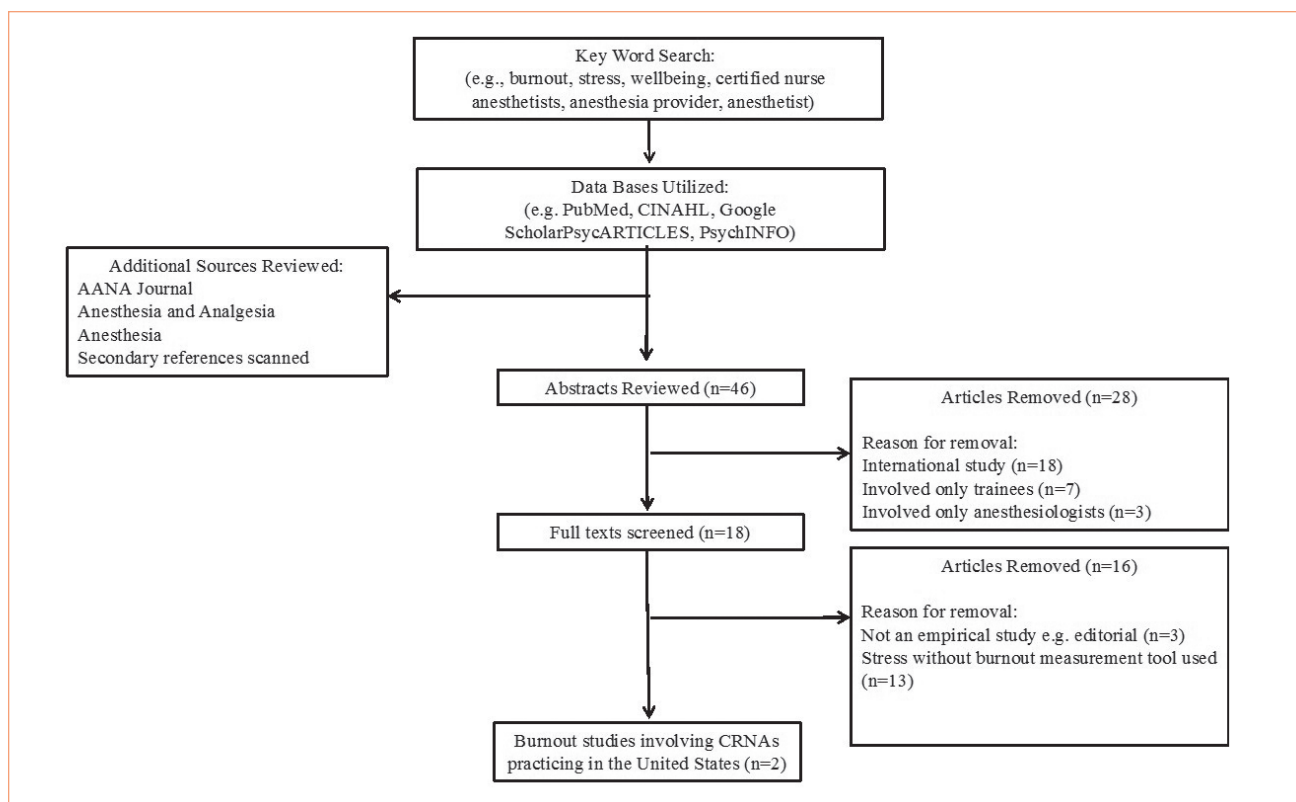 Key Word Search:
(e.g., burnout, stress, wellbeing, certified nurse
anesthetists, anesthesia provider, anesthetist)
Data Bases Utilized:
(e.g. PubMed, CINAHL, Google
ScholarPsycARTICLES, PsychINFO)
Additional Sources Reviewed:
AANA Journal
Anesthesia and Analgesia
Anesthesia
Secondary references scanned
Abstracts Reviewed (n=46)
Articles Removed (n=28)
Reason for removal:
International study (n=18)
Involved only trainees (n=7)
Involved only anesthesiologists (n=3)
Full texts screened (n=18)
Articles Removed (n=16)
Reason for removal:
Not an empirical study e.g. editorial (n=3)
Stress without burnout measurement tool used
(n=13)
Burnout studies involving CRNAs
practicing in the United States (n=2)